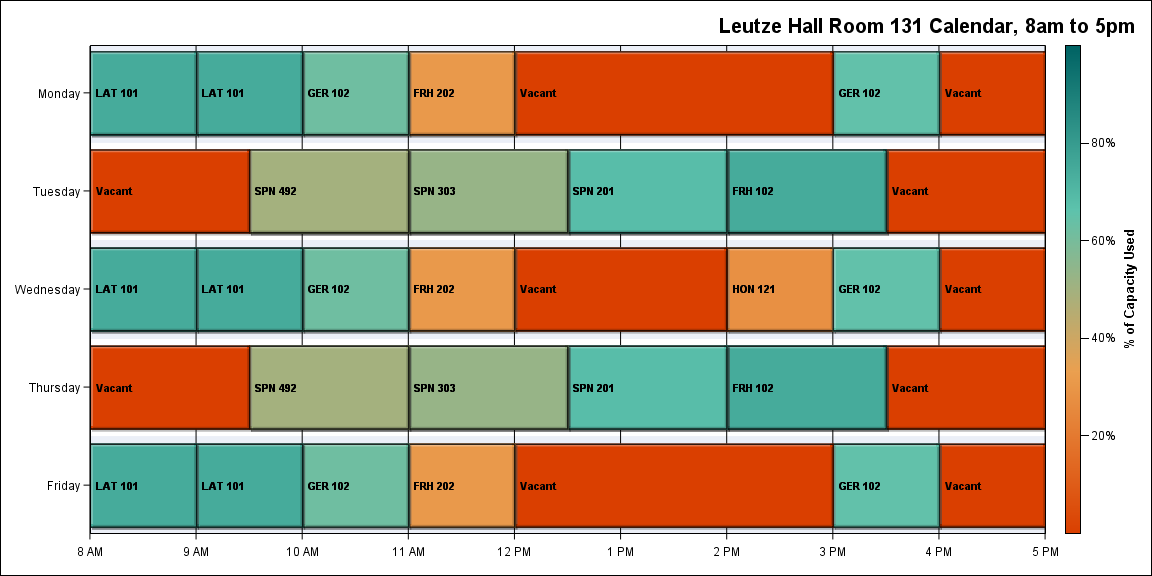 Leutze Hall Room 131 Calendar, 8am to 5pm
Monday
LAT 101
LAT 101
GER 102
FRH 202
Vacant
GER 102
Vacant
Tuesday
Vacant
SPN 492
SPN 303
SPN 201
FRH 102
Vacant
Wednesday
LAT 101
LAT 101
GER 102
FRH 202
Vacant
HON 121
GER 102
Vacant
Thursday
Vacant
SPN 492
SPN 303
SPN 201
FRH 102
Vacant
Friday
LAT 101
LAT 101
GER 102
FRH 202
Vacant
GER 102
Vacant
8 AM
9 AM
10 AM
11 AM
12 PM
1 PM
2 PM
3 PM
4 PM
5 PM
80%
60%
40%
20%
% of Capacity Used